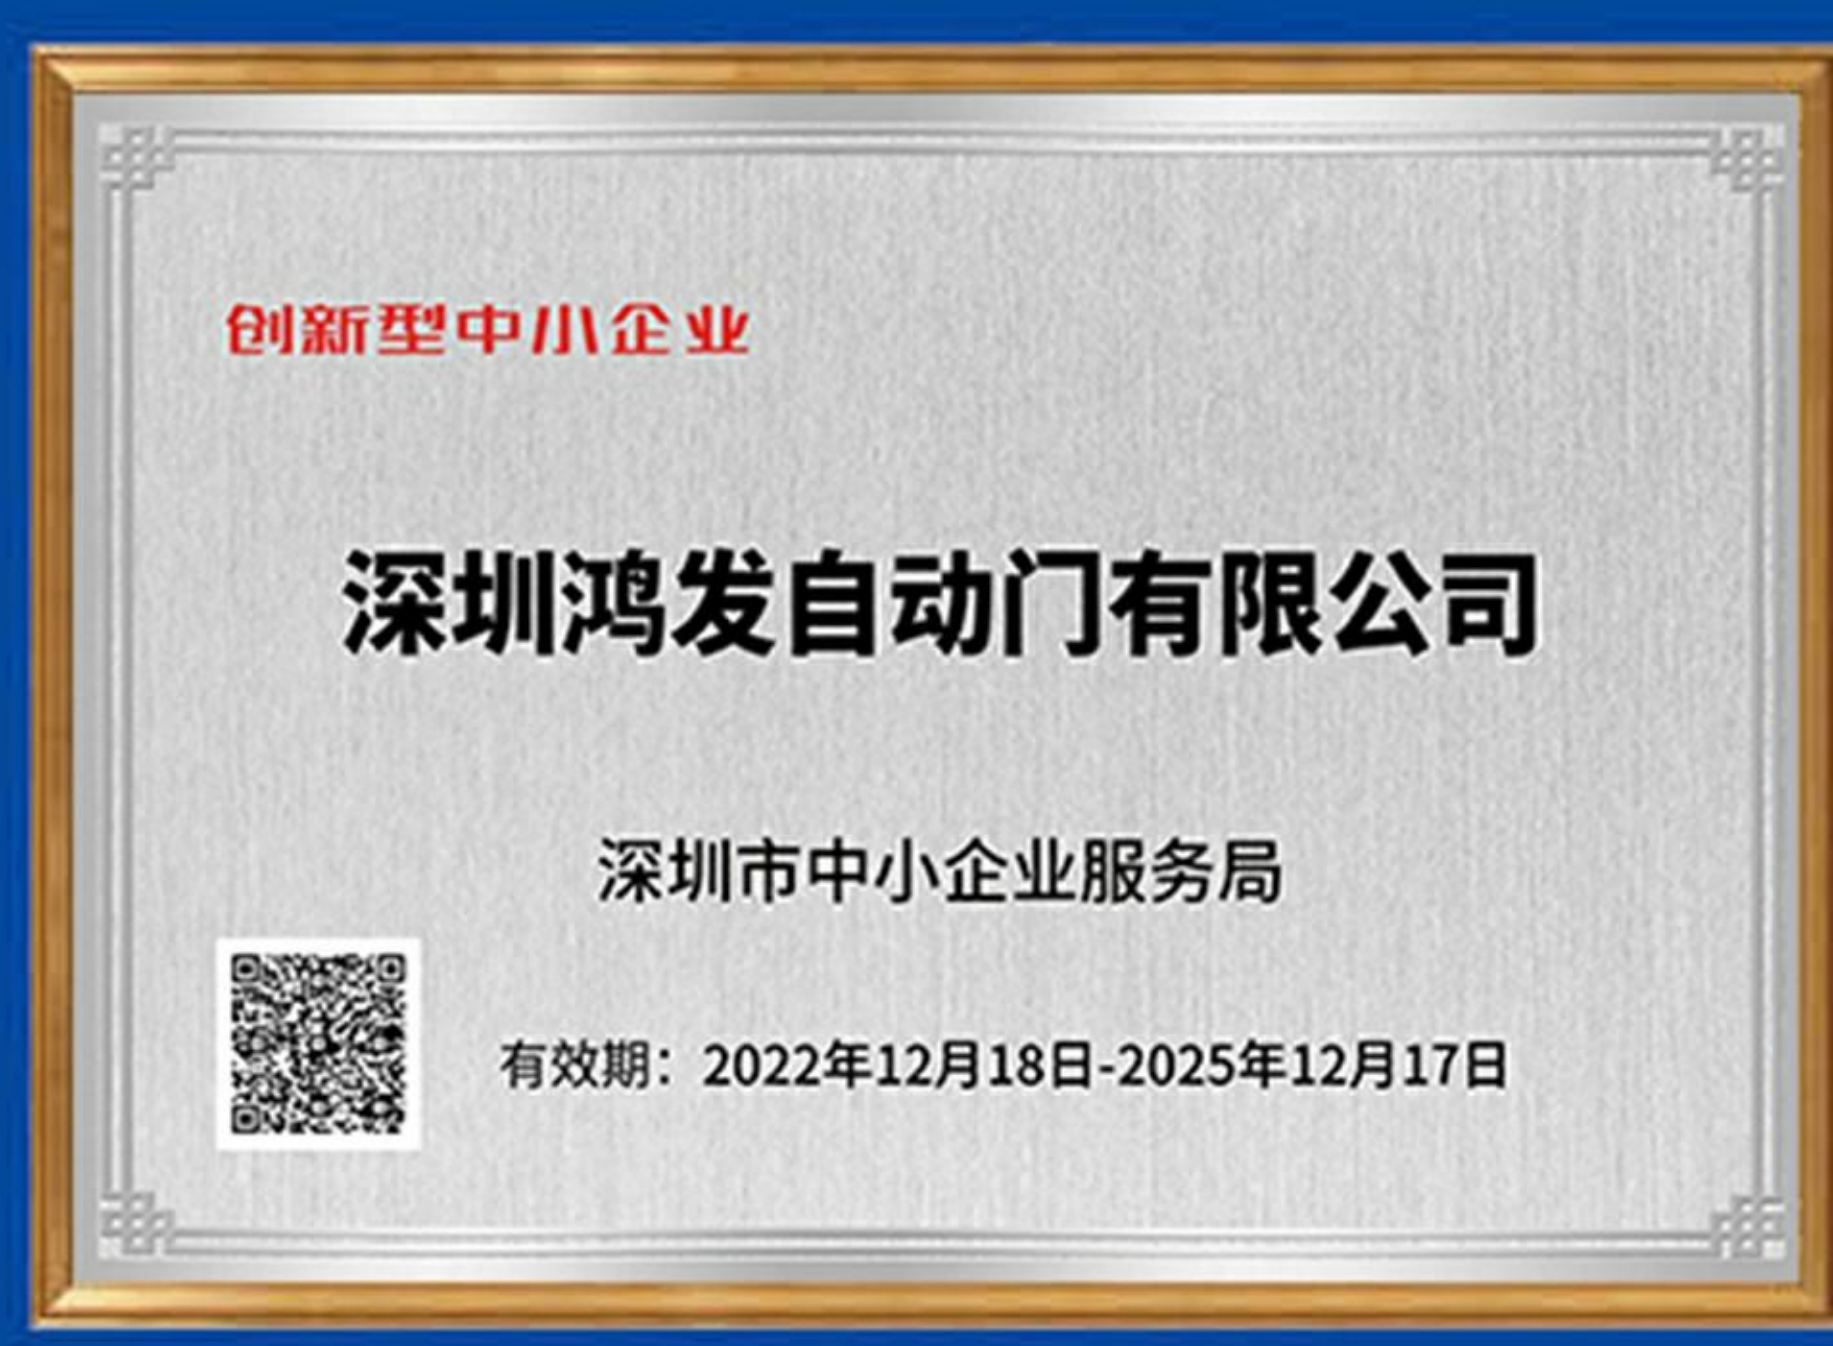 创新型中小企业
深圳鸿发自动门有限公司
深圳市中小企业服务局
有效期：2022年12月18日-2025年12月17日